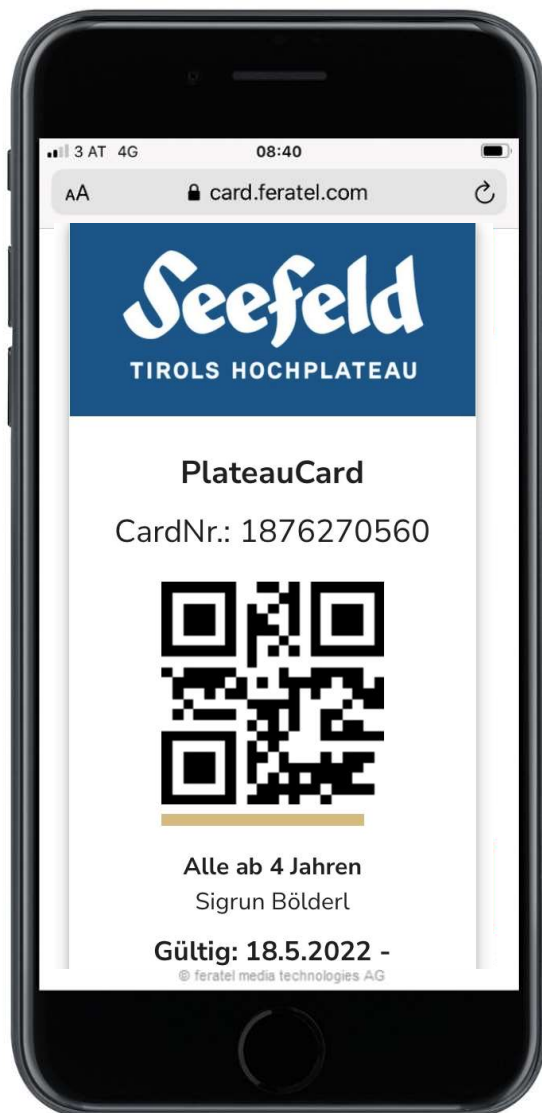 3 AT 4G 08:40
AA card.feratel.com
Seefeld
TIROLS HOCHPLATEAU
PlateauCard
CardNr.: 1876270560
Alle ab 4 Jahren
Sigrun Bölderl
Gültig: 18.5.2022 -
© feratel media technologies AG